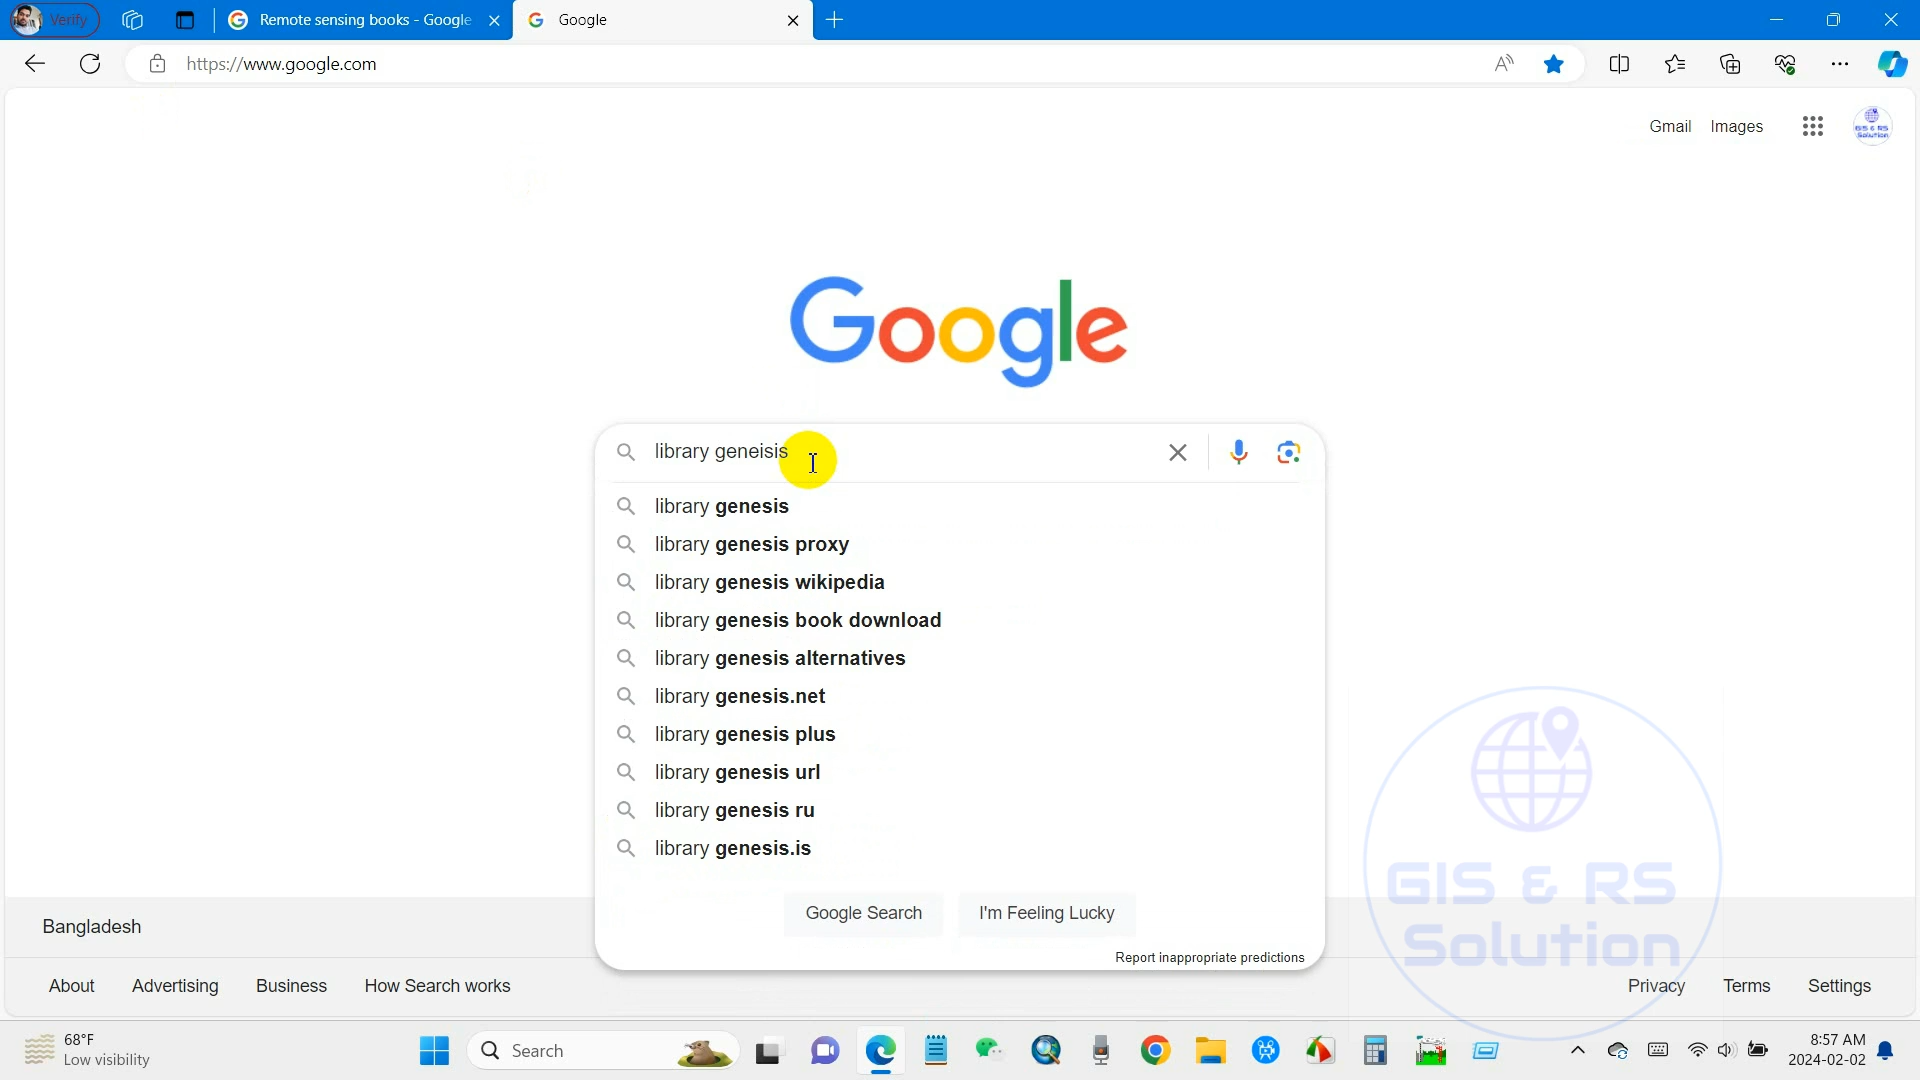 Verify
Remote sensing books - Google
Google
https://www.google.com
Gmail
Images
GIS & RS
Solution
Google
library geneisis
library genesis
library genesis proxy
library genesis wikipedia
library genesis book download
library genesis alternatives
library genesis.net
library genesis plus
library genesis url
library genesis ru
library genesis.is
Google Search
I'm Feeling Lucky
Report inappropriate predictions
GIS & RS
Solution
Bangladesh
About
Advertising
Business
How Search works
Privacy
Terms
Settings
68°F
Low visibility
Search
8:57 AM
2024-02-02